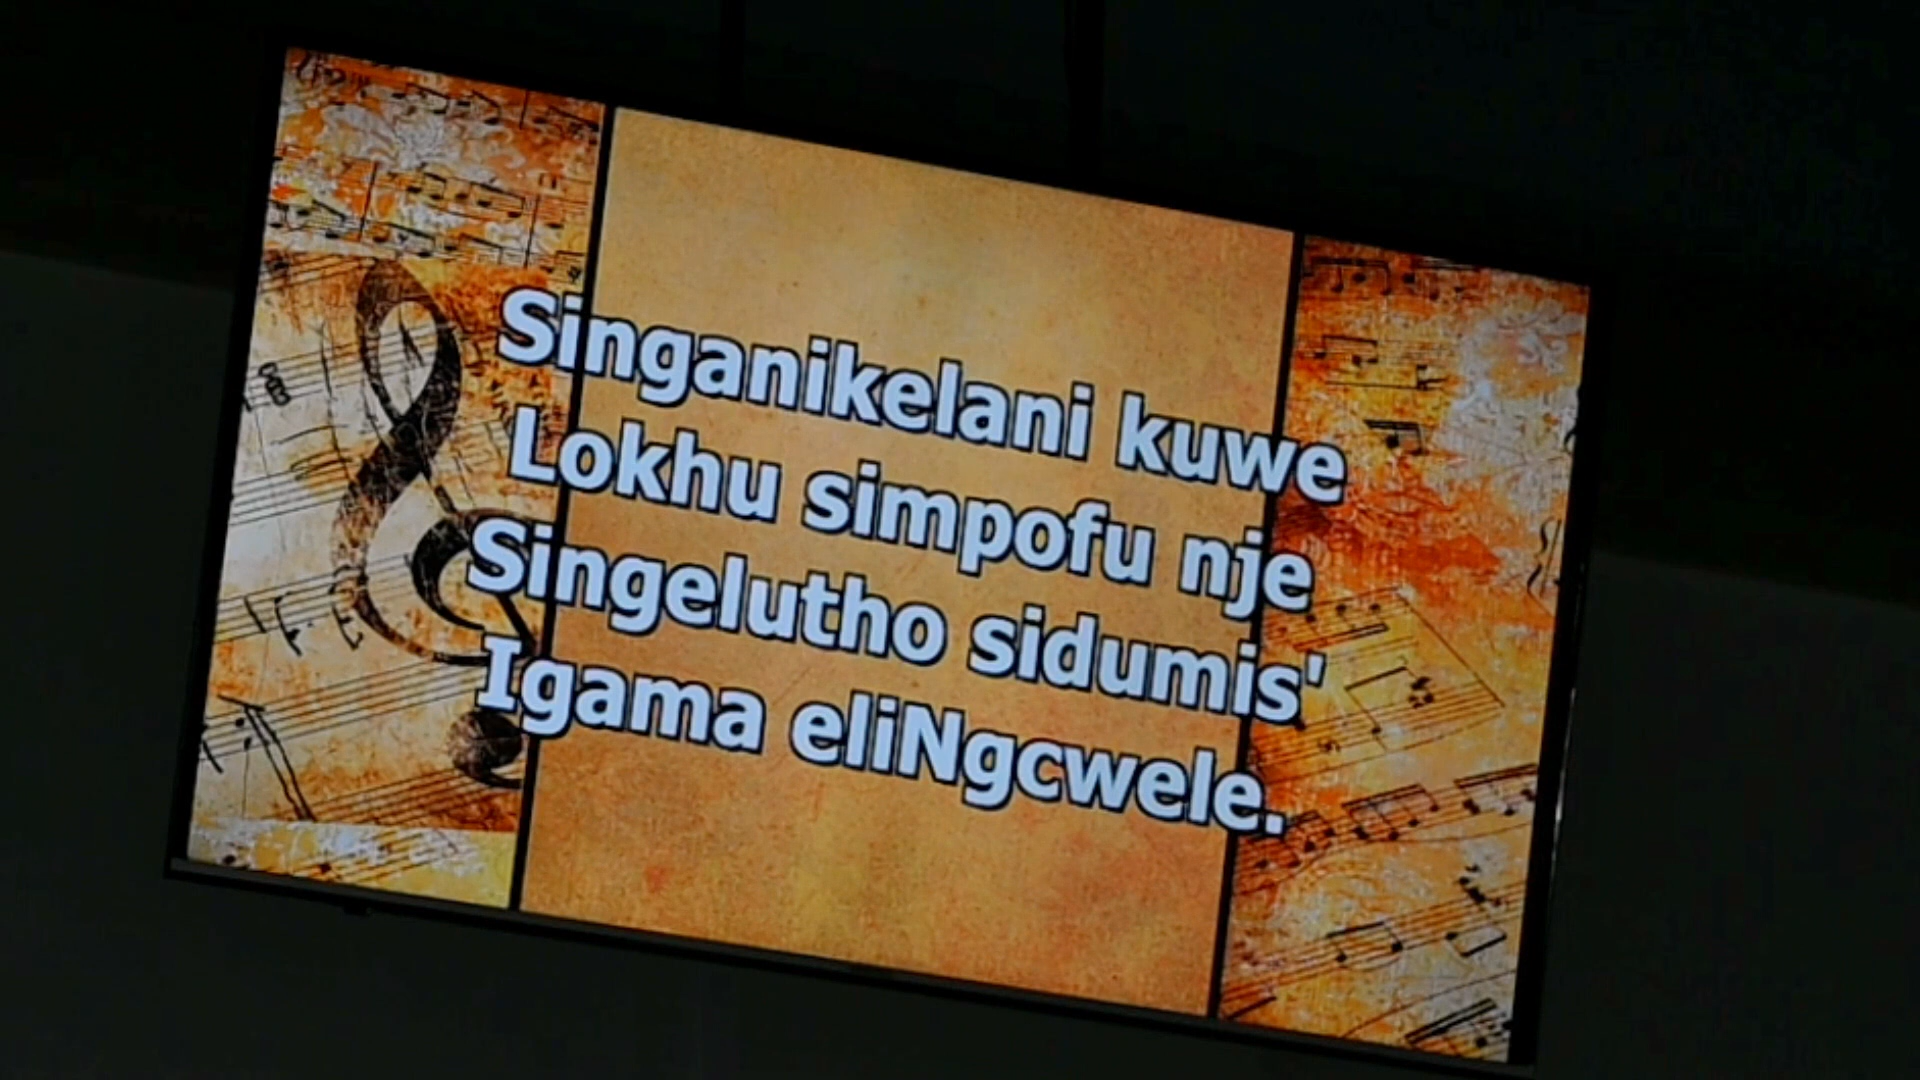 Singanikelani kuwe
Lokhu simpofu nje
Singelutho sidumis'
Igama eliNgcwele.